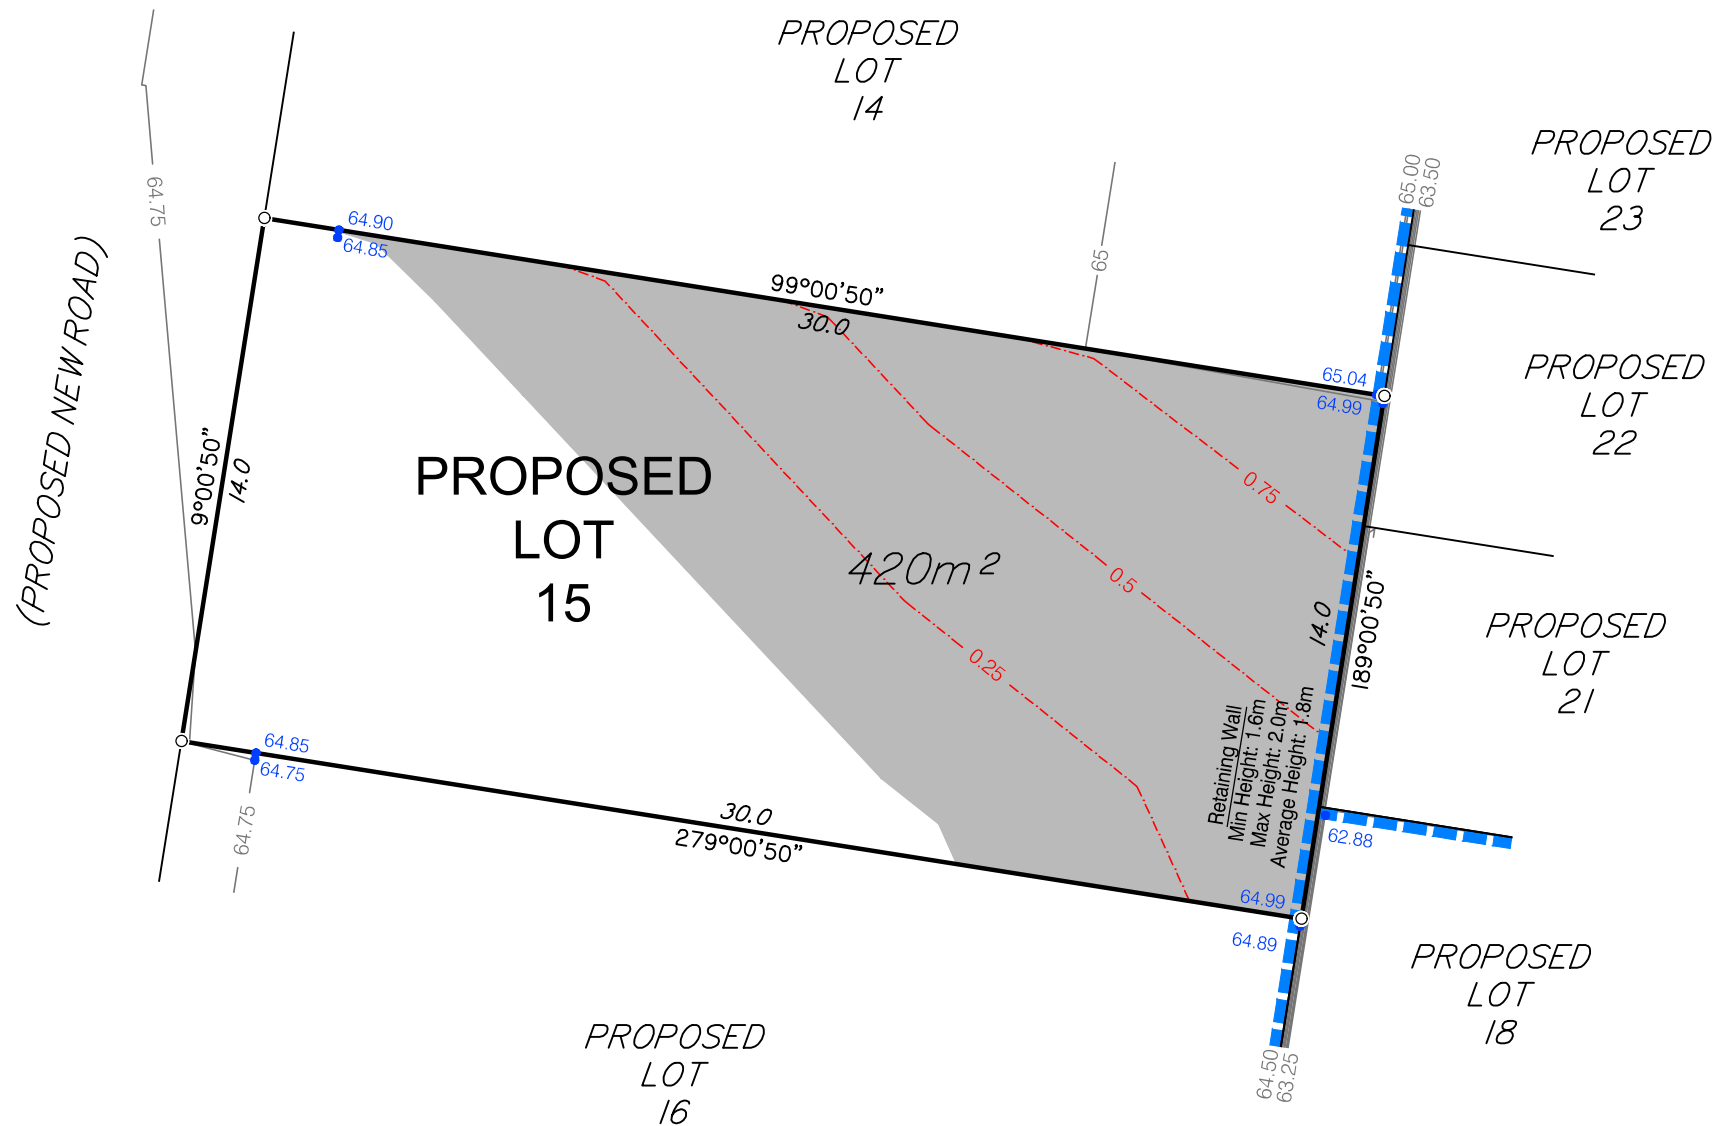 PROPOSED
LOT
14
PROPOSED
LOT
23
65.00
63.50
64.75
64.90
64.85
65
99°00'50"
30.0
(PROPOSED NEW ROAD)
65.04
64.99
PROPOSED
LOT
22
9°00'50"
14.0
PROPOSED
LOT
15
420m²
0.75
0.5
0.25
14.0
189°00'50"
PROPOSED
LOT
21
Retaining Wall
Min Height: 1.6m
Max Height: 2.0m
Average Height: 1.8m
64.85
64.75
64.75
30.0
279°00'50"
62.88
64.99
64.89
PROPOSED
LOT
18
PROPOSED
LOT
16
64.50
63.25